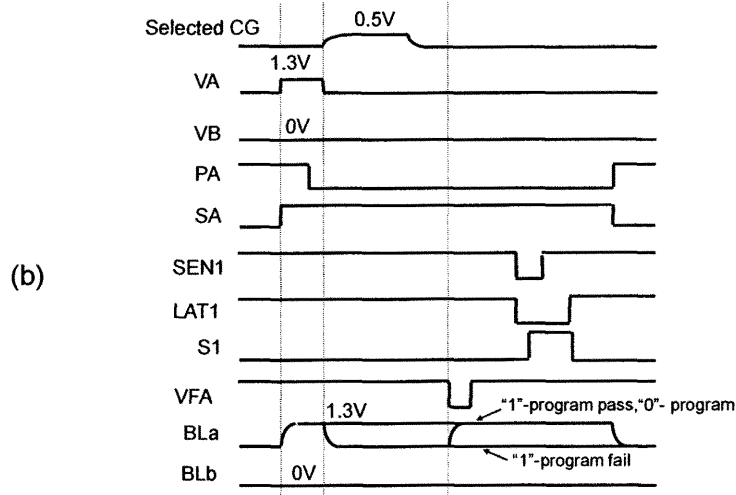 Selected CG
0.5V
1.3V
VA
VB
0V
PA
SA
(b)
SEN1
LAT1
S1
VFA
1.3V
"1"-program pass,"0"- program
BLa
"1"-program fail
BLb
0V